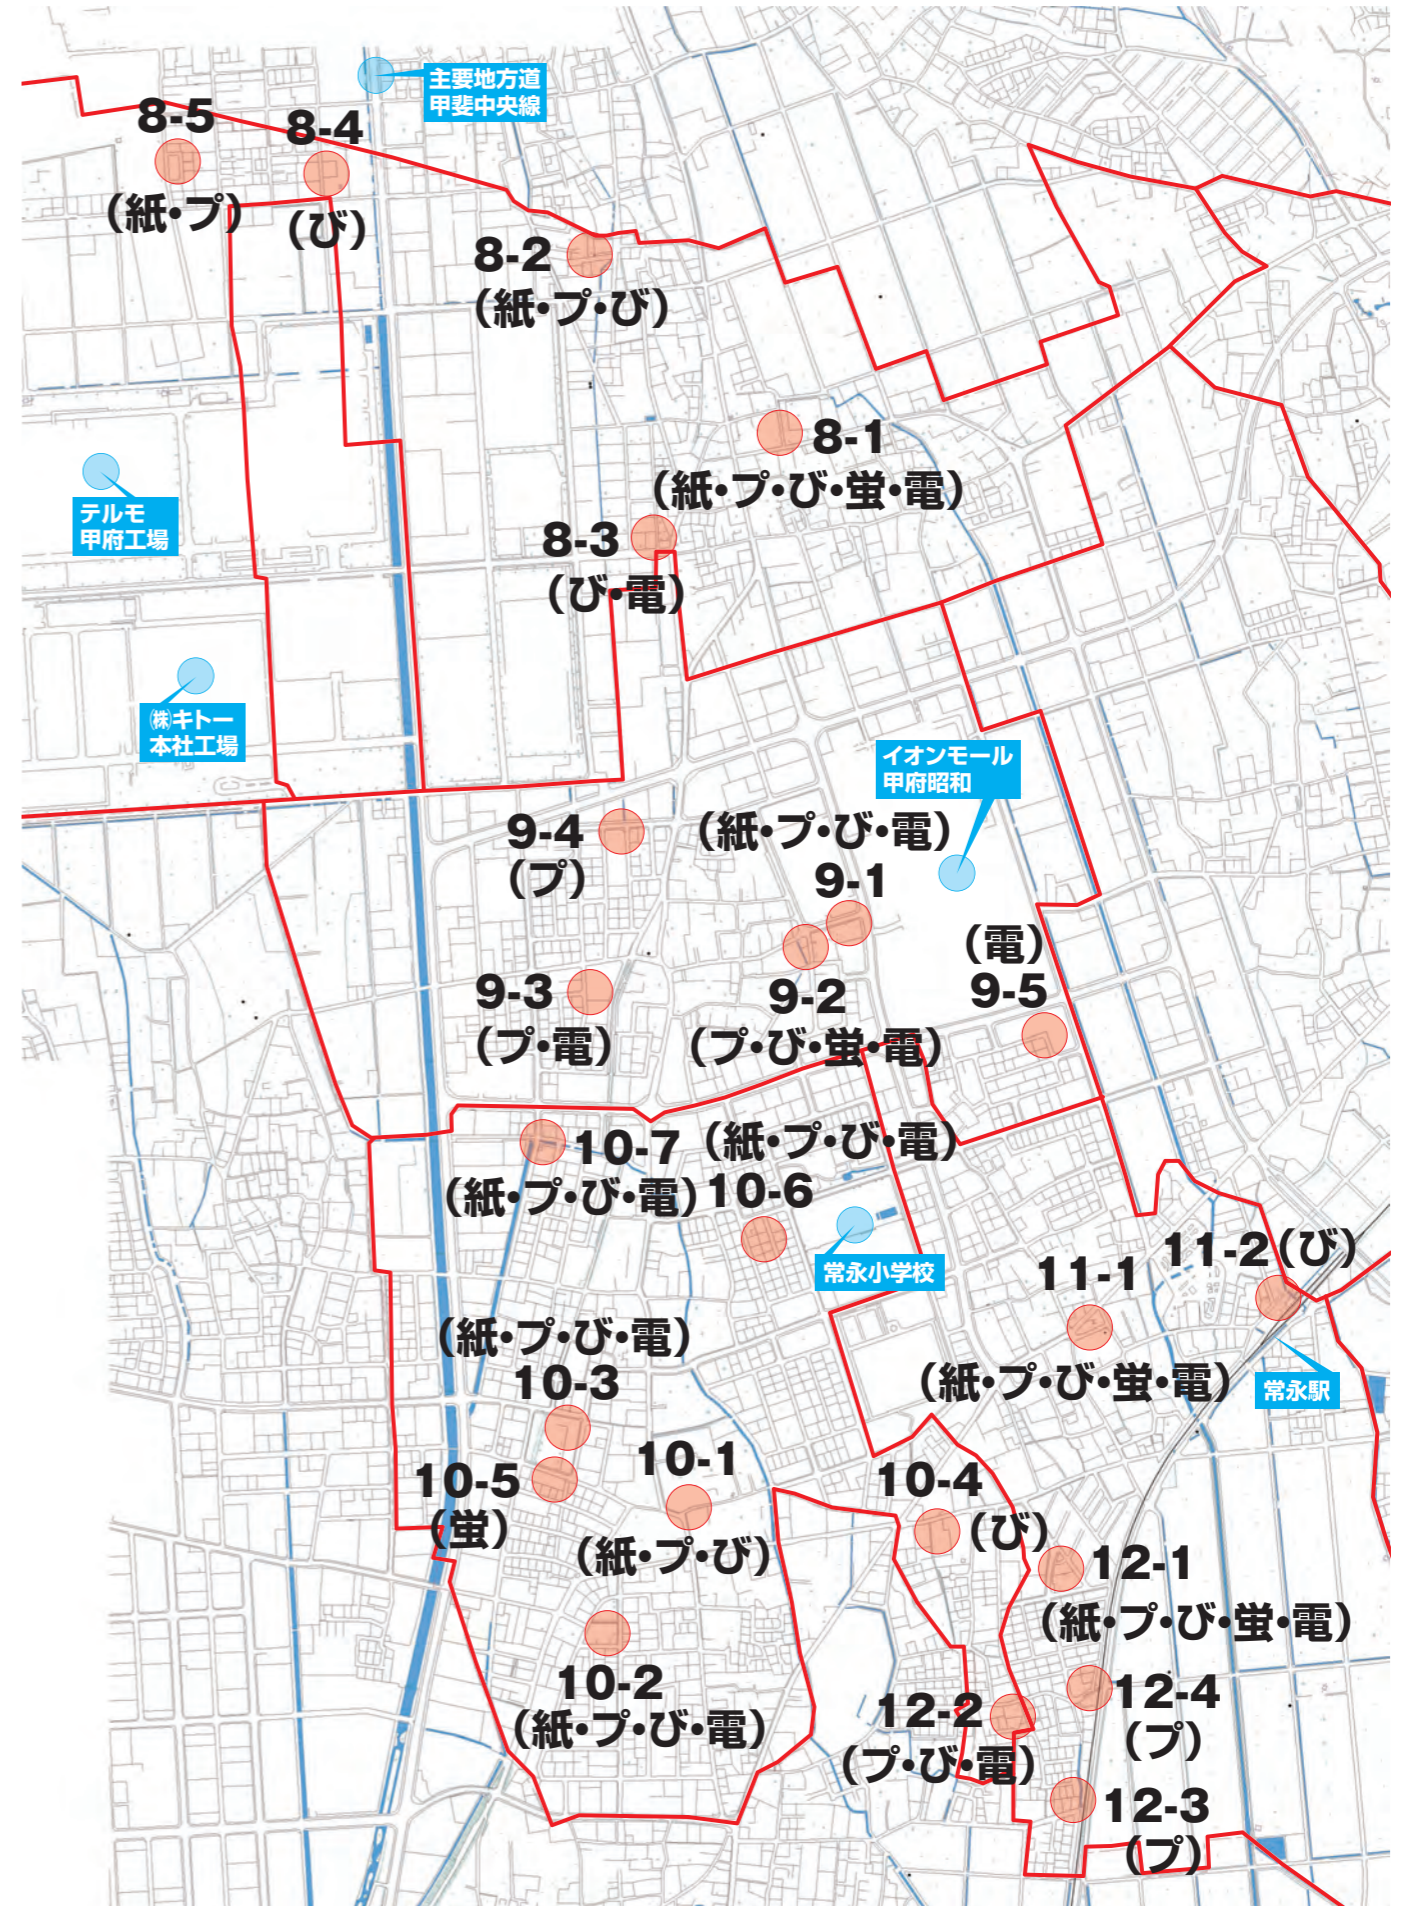 主要地方道
甲斐中央線
8-5
(紙・プ)
8-4
(び)
8-2
(紙・プ・び)
8-1
(紙・プ・び・蛍・電)
テルモ
甲府工場
8-3
(び・電)
㈱キトー
本社工場
イオンモール
甲府昭和
9-4
(プ)
(紙・プ・び・電)
9-1
(電)
9-5
9-3
(プ・電)
9-2
(プ・び・蛍・電)
10-7
(紙・プ・び・電)
(紙・プ・び・電)
10-6
常永小学校
11-2(び)
11-1
(紙・プ・び・蛍・電)
常永駅
(紙・プ・び・電)
10-3
10-1
(紙・プ・び)
10-5
(蛍)
10-4
(び)
12-1
(紙・プ・び・蛍・電)
10-2
(紙・プ・び・電)
12-2
(プ・び・電)
12-4
(プ)
12-3
(プ)